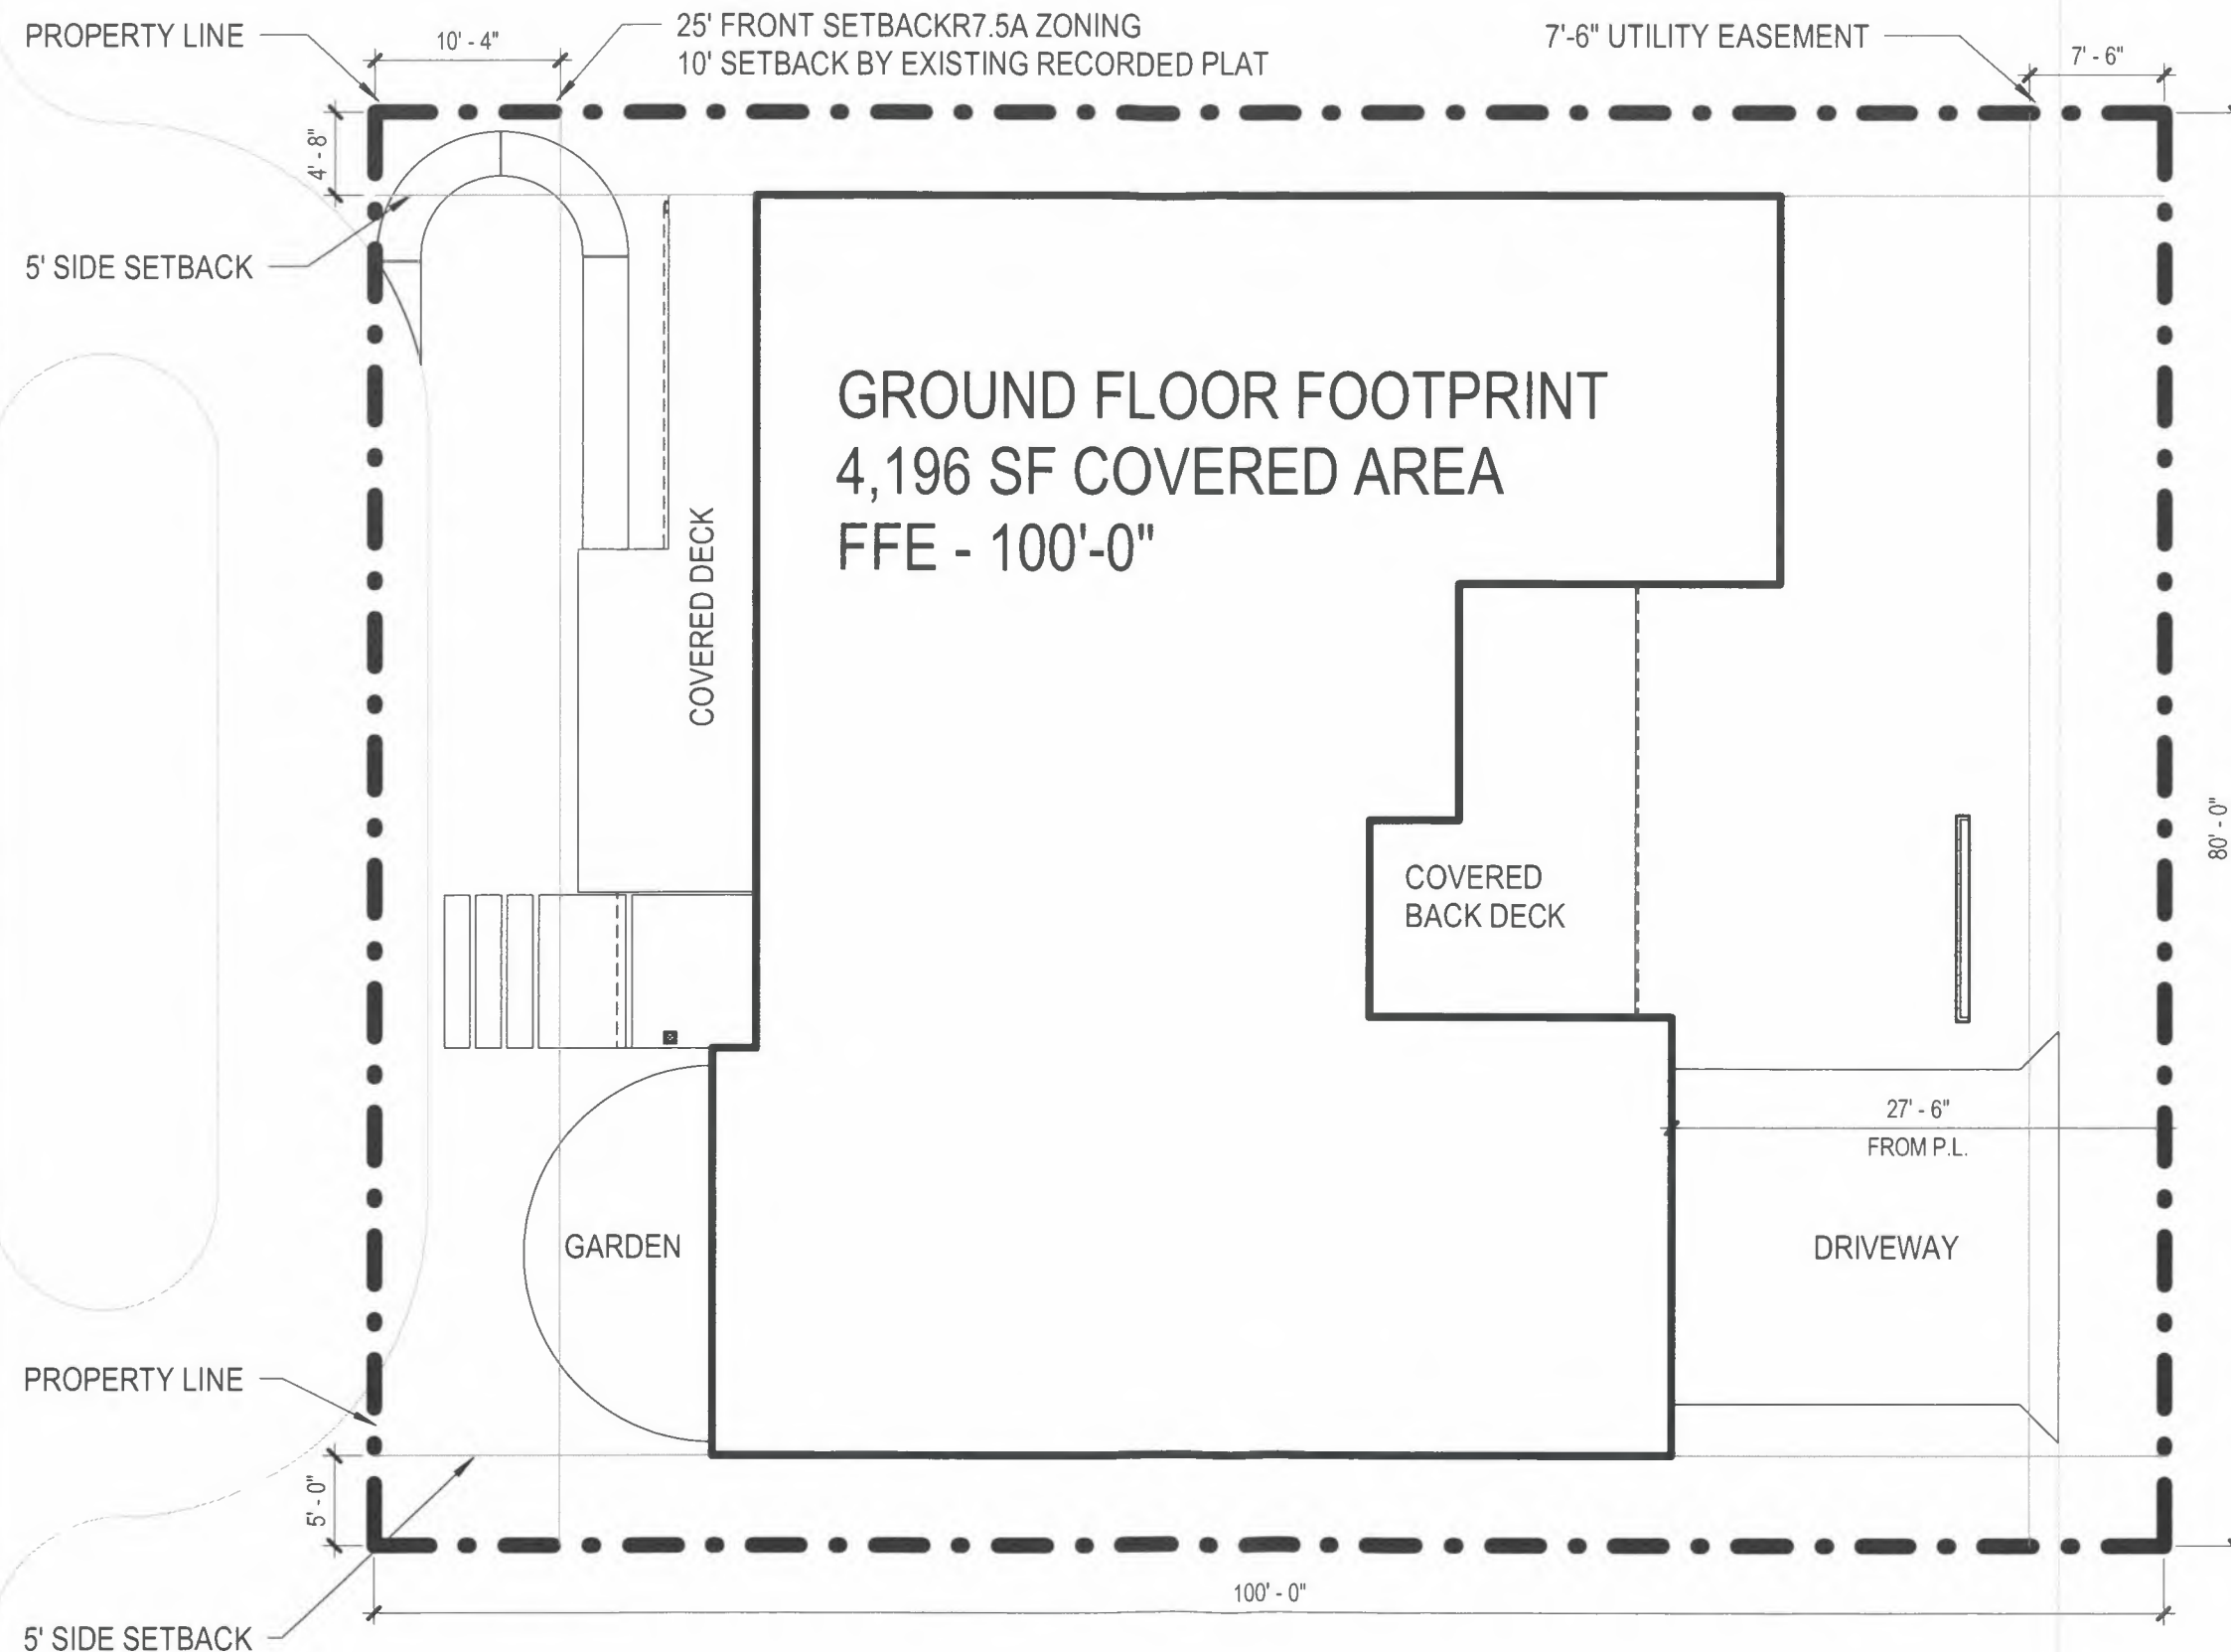 PROPERTY LINE
10' - 4"
25' FRONT SETBACKR7.5A ZONING
10' SETBACK BY EXISTING RECORDED PLAT
7'-6" UTILITY EASEMENT
7' - 6"
4' - 8"
5' SIDE SETBACK
GROUND FLOOR FOOTPRINT
4,196 SF COVERED AREA
FFE - 100'-0"
COVERED DECK
80' - 0"
COVERED
BACK DECK
27' - 6"
FROM P.L.
GARDEN
DRIVEWAY
PROPERTY LINE
5' - 0"
100' - 0"
5' SIDE SETBACK